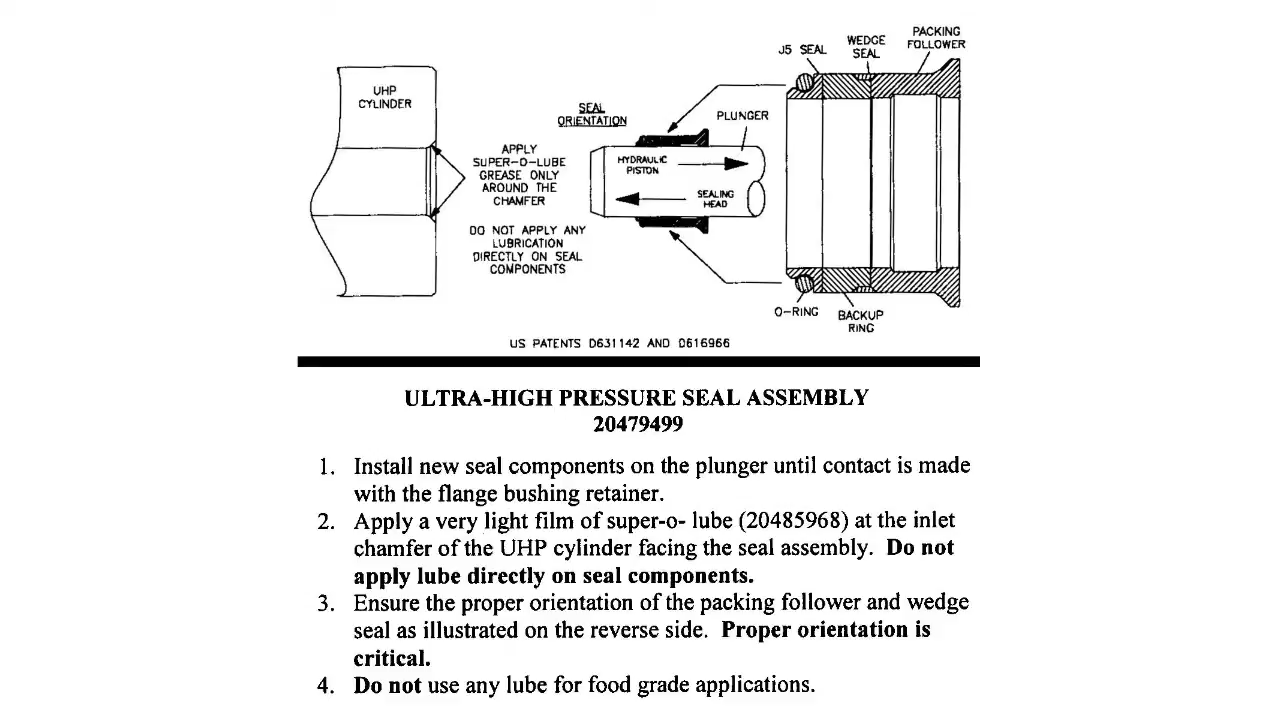 PACKING
FOLLOWER
WEDGE
SEAL
J5 SEAL
UHP
CYLINDER
SEAL
ORIENTATION
PLUNGER
APPLY
SUPER-O-LUBE
GREASE ONLY
AROUND THE
CHAMFER
HYDRAULIC
PISTON
SEALING
HEAD
DO NOT APPLY ANY
LUBRICATION
DIRECTLY ON SEAL
COMPONENTS
O-RING
BACKUP
RING
US PATENTS D631142 AND D616966
ULTRA-HIGH PRESSURE SEAL ASSEMBLY
20479499
1. Install new seal components on the plunger until contact is made
with the flange bushing retainer.
2. Apply a very light film of super-o- lube (20485968) at the inlet
chamfer of the UHP cylinder facing the seal assembly. Do not
apply lube directly on seal components.
3. Ensure the proper orientation of the packing follower and wedge
seal as illustrated on the reverse side. Proper orientation is
critical.
4. Do not use any lube for food grade applications.